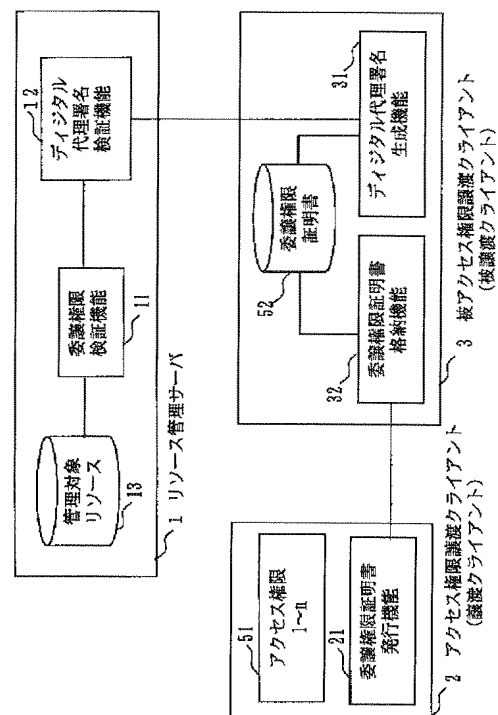 12
ディジタル
代理署名
検証機能
委譲権限
検証機能
11
管理対象
リソース
13
1 リソース管理サーバ
31
ディジタル代理署名
生成機能
委譲権限
証明書
52
委譲権限証明書
格納機能
32
3 被アクセス権限譲渡クライアント
(被譲渡クライアント)
51
アクセス権限
1〜n
21
委譲権限証明書
発行機能
2 アクセス権限譲渡クライアント
(譲渡クライアント)